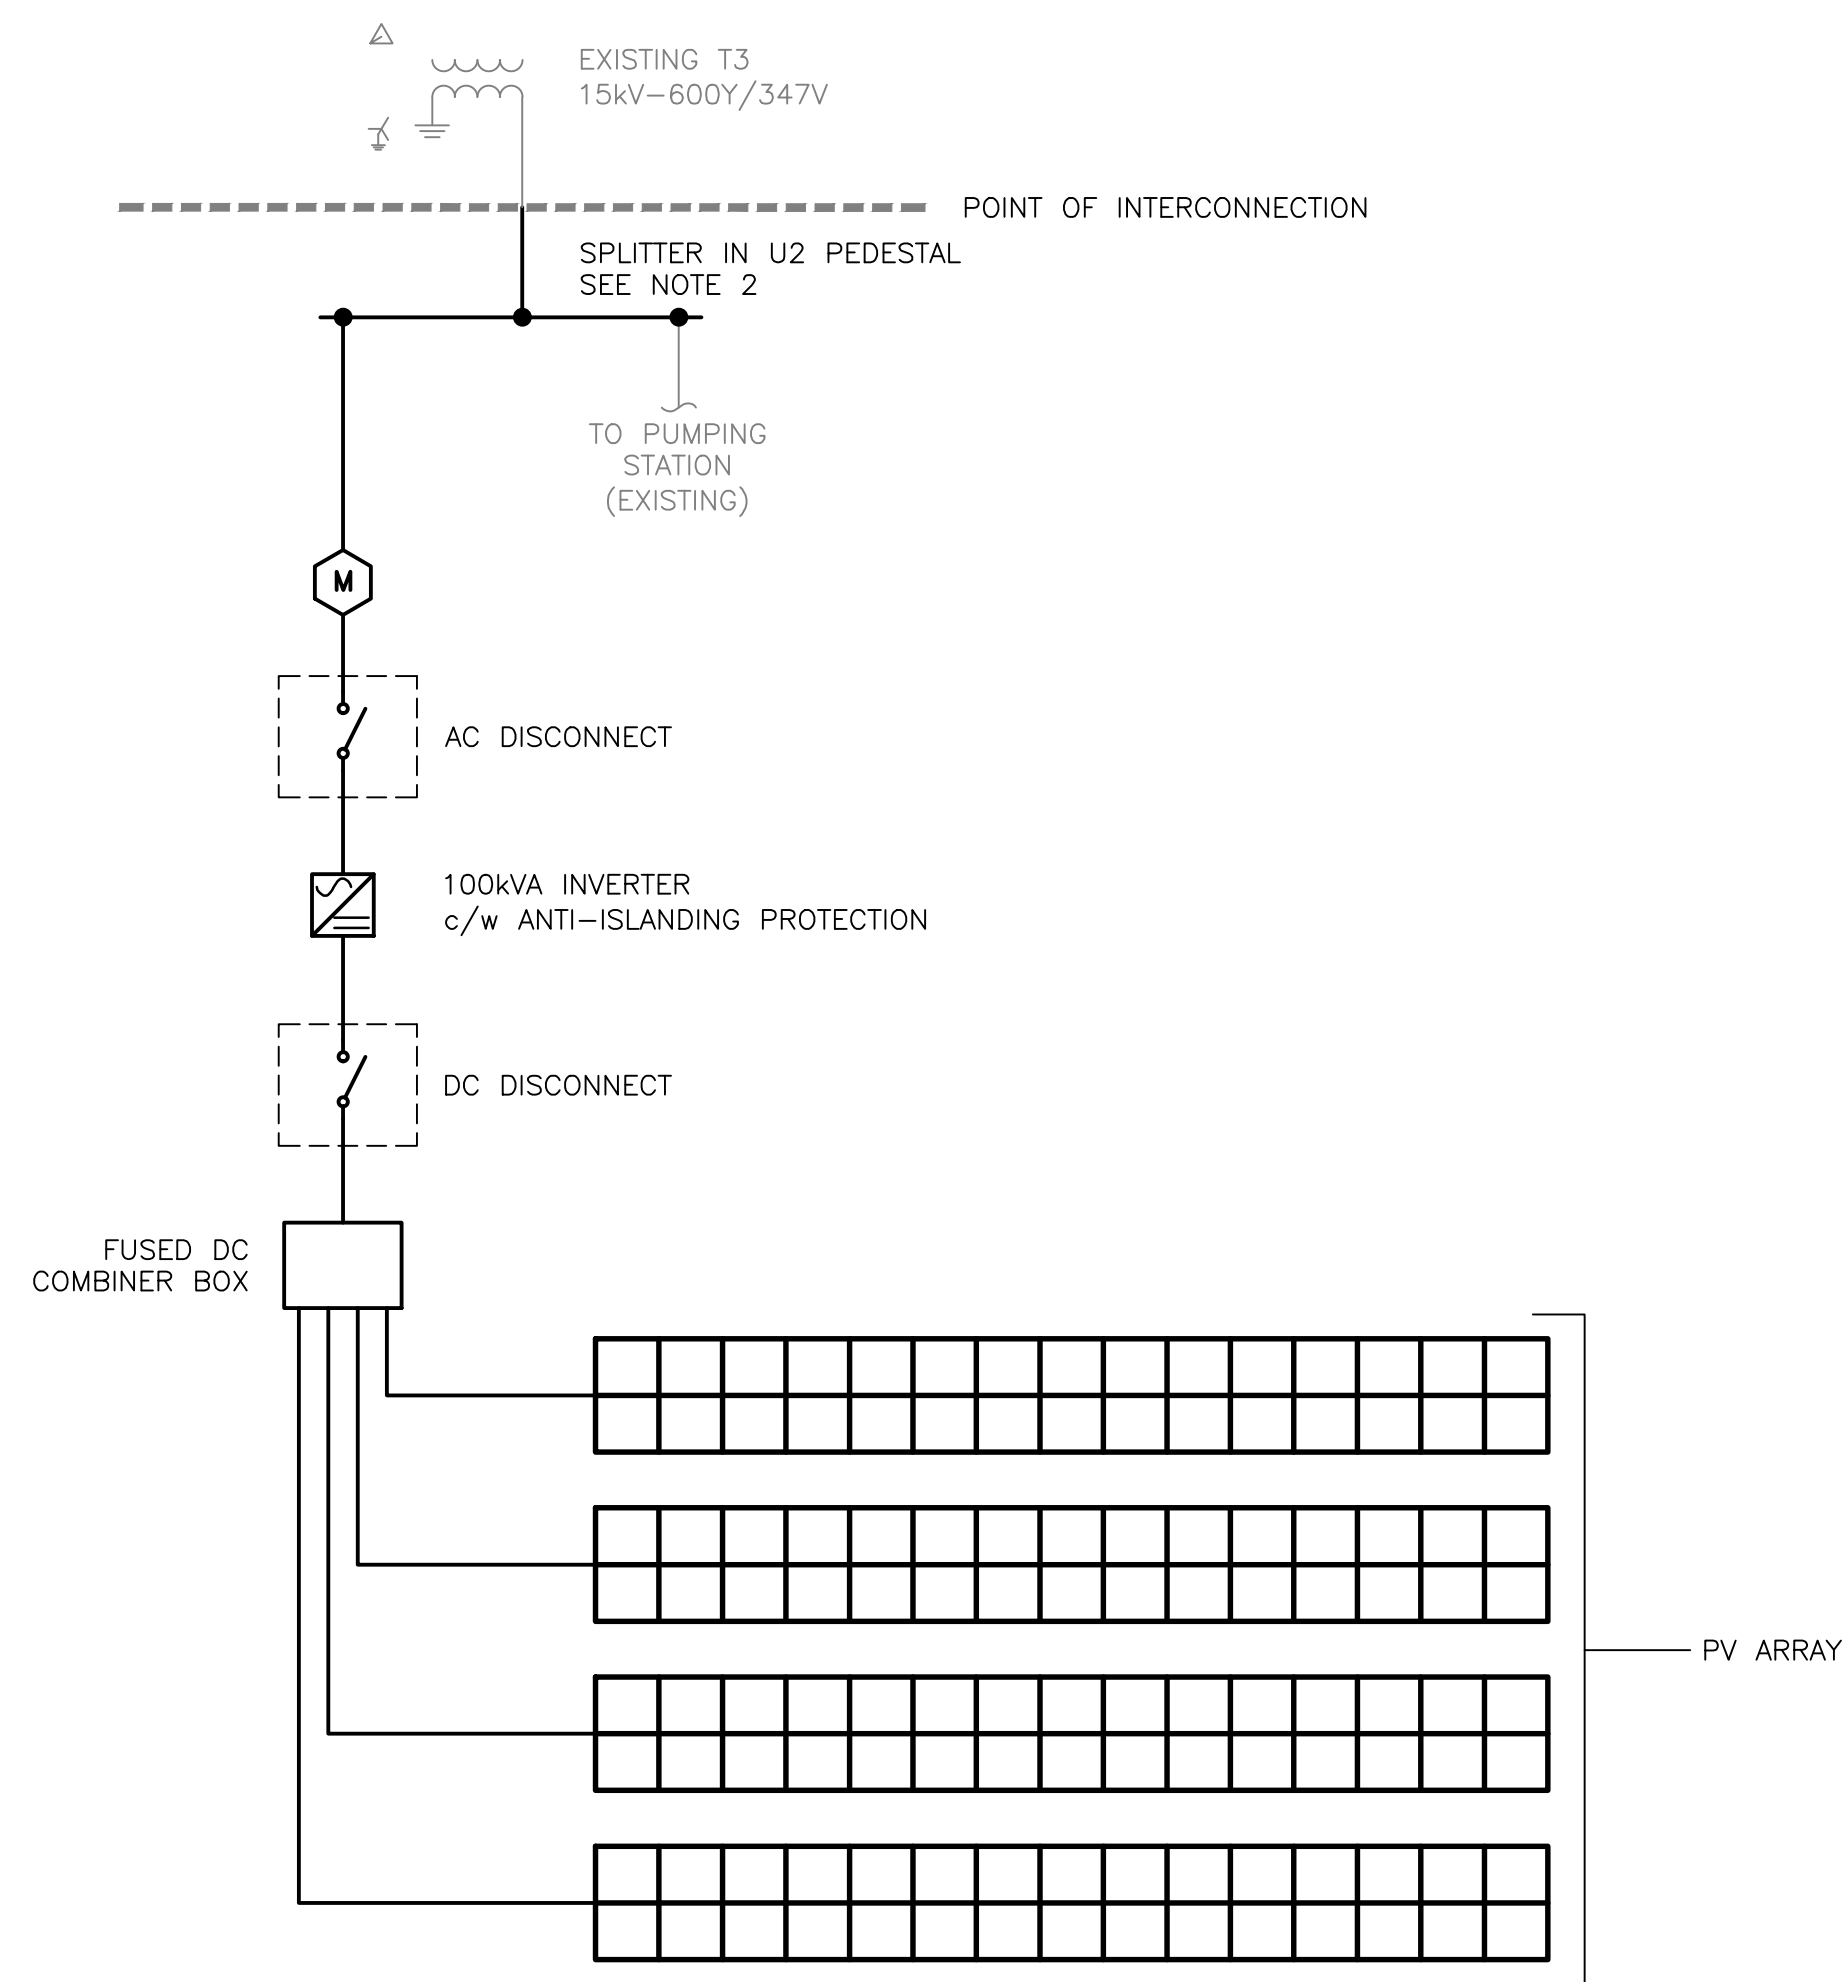 EXISTING T3
15kV-600Y/347V
POINT OF INTERCONNECTION
SPLITTER IN U2 PEDESTAL
SEE NOTE 2
TO PUMPING
STATION
(EXISTING)
M
AC DISCONNECT
100kVA INVERTER
c/w ANTI-ISLANDING PROTECTION
DC DISCONNECT
FUSED DC
COMBINER BOX
PV ARRAY